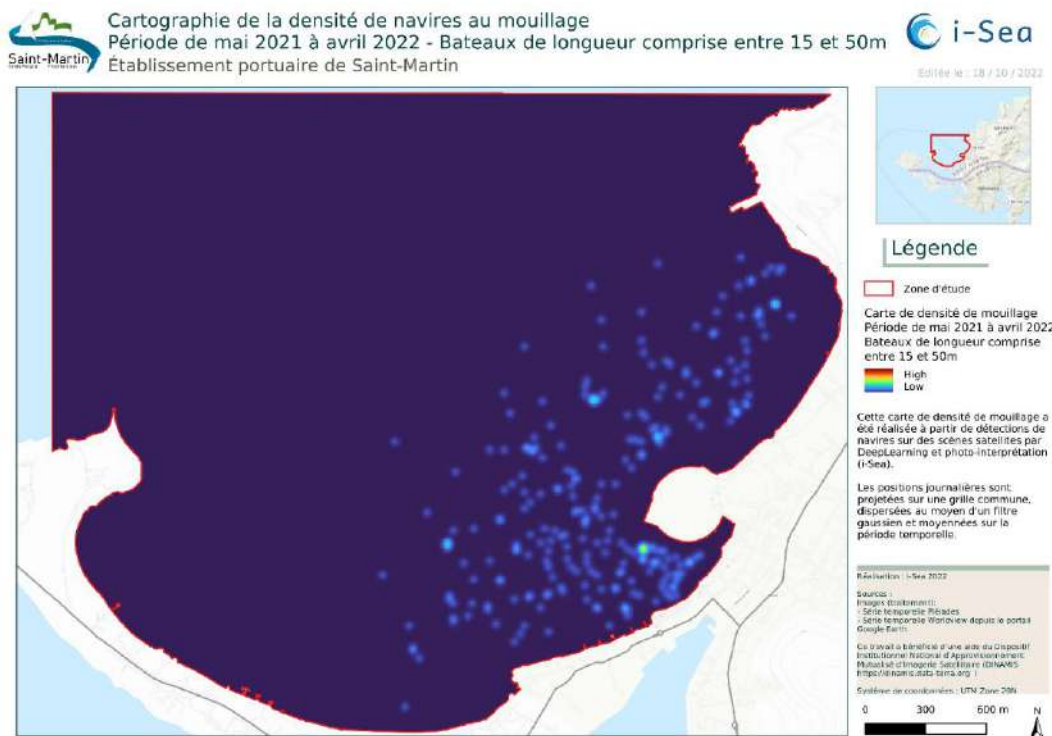 Cartographie de la densité de navires au mouillage
Période de mai 2021 à avril 2022 - Bateaux de longueur comprise entre 15 et 50m
Établissement portuaire de Saint-Martin
Saint-Martin
i-Sea
Editée le : 18 / 10 / 2022
Légende
Zone d'étude
Carte de densité de mouillage
Période de mai 2021 à avril 2022
Bateaux de longueur comprise
entre 15 et 50m
High
Low
Cette carte de densité de mouillage a
été réalisée à partir de détections de
navires sur des scènes satellites par
DeepLearning et photo-interprétation
(i-Sea).
Les positions journalières sont
projetées sur une grille commune,
dispersées au moyen d'un filtre
gaussien et moyennées sur la
période temporelle.
Réalisation : i-Sea 2022
Sources :
Images (traitement):
- Série temporelle Pléiades
- Série temporelle Worldview depuis le portail
Google Earth
Ce travail a bénéficié d'une aide du Dispositif
Institutionnel National d'Approvisionnement
Mutualisé d'Imagerie Satellitaire (DINAMIS
https://dinamis.data-terra.org )
Système de coordonnées : UTM Zone 20N
0 300 600 m
N